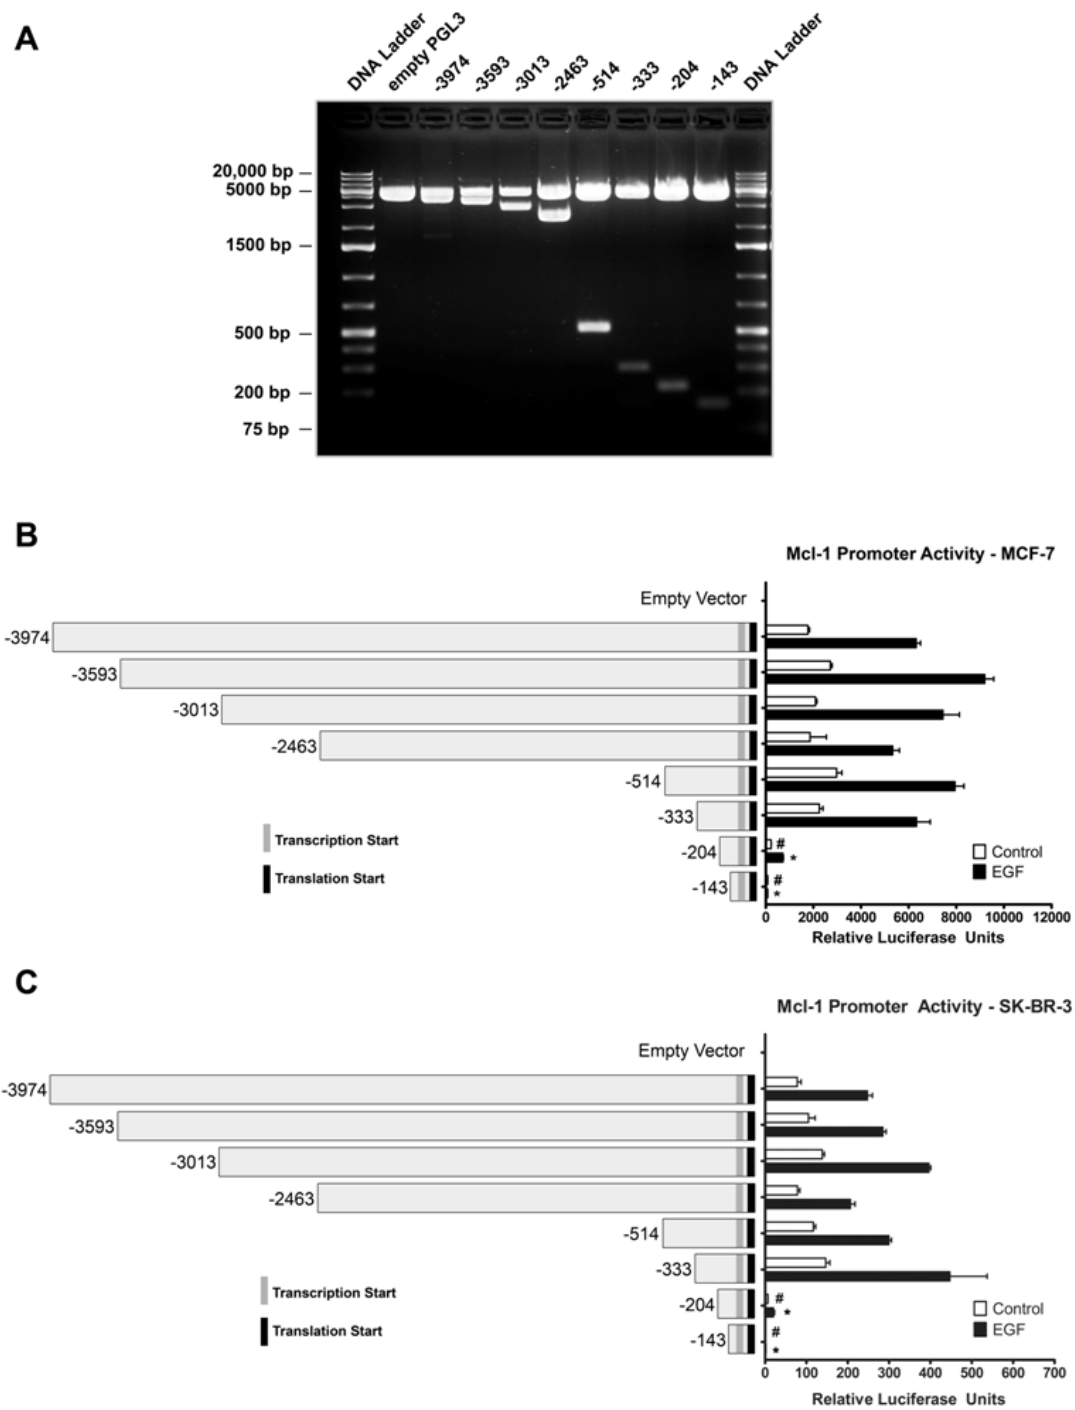 A
DNA Ladder
empty PGL3
-3974
-3593
-3013
-2463
-514
-333
-204
-143
DNA Ladder
20,000 bp
5000 bp
1500 bp
500 bp
200 bp
75 bp
B
Mcl-1 Promoter Activity - MCF-7
Empty Vector
-3974
-3593
-3013
-2463
-514
-333
Transcription Start
-204
#
*
Control
Translation Start
-143
#
*
EGF
0 2000 4000 6000 8000 10000 12000
Relative Luciferase Units
C
Mcl-1 Promoter Activity - SK-BR-3
Empty Vector
-3974
-3593
-3013
-2463
-514
-333
Transcription Start
-204
#
*
Control
Translation Start
-143
#
*
EGF
0 100 200 300 400 500 600 700
Relative Luciferase Units